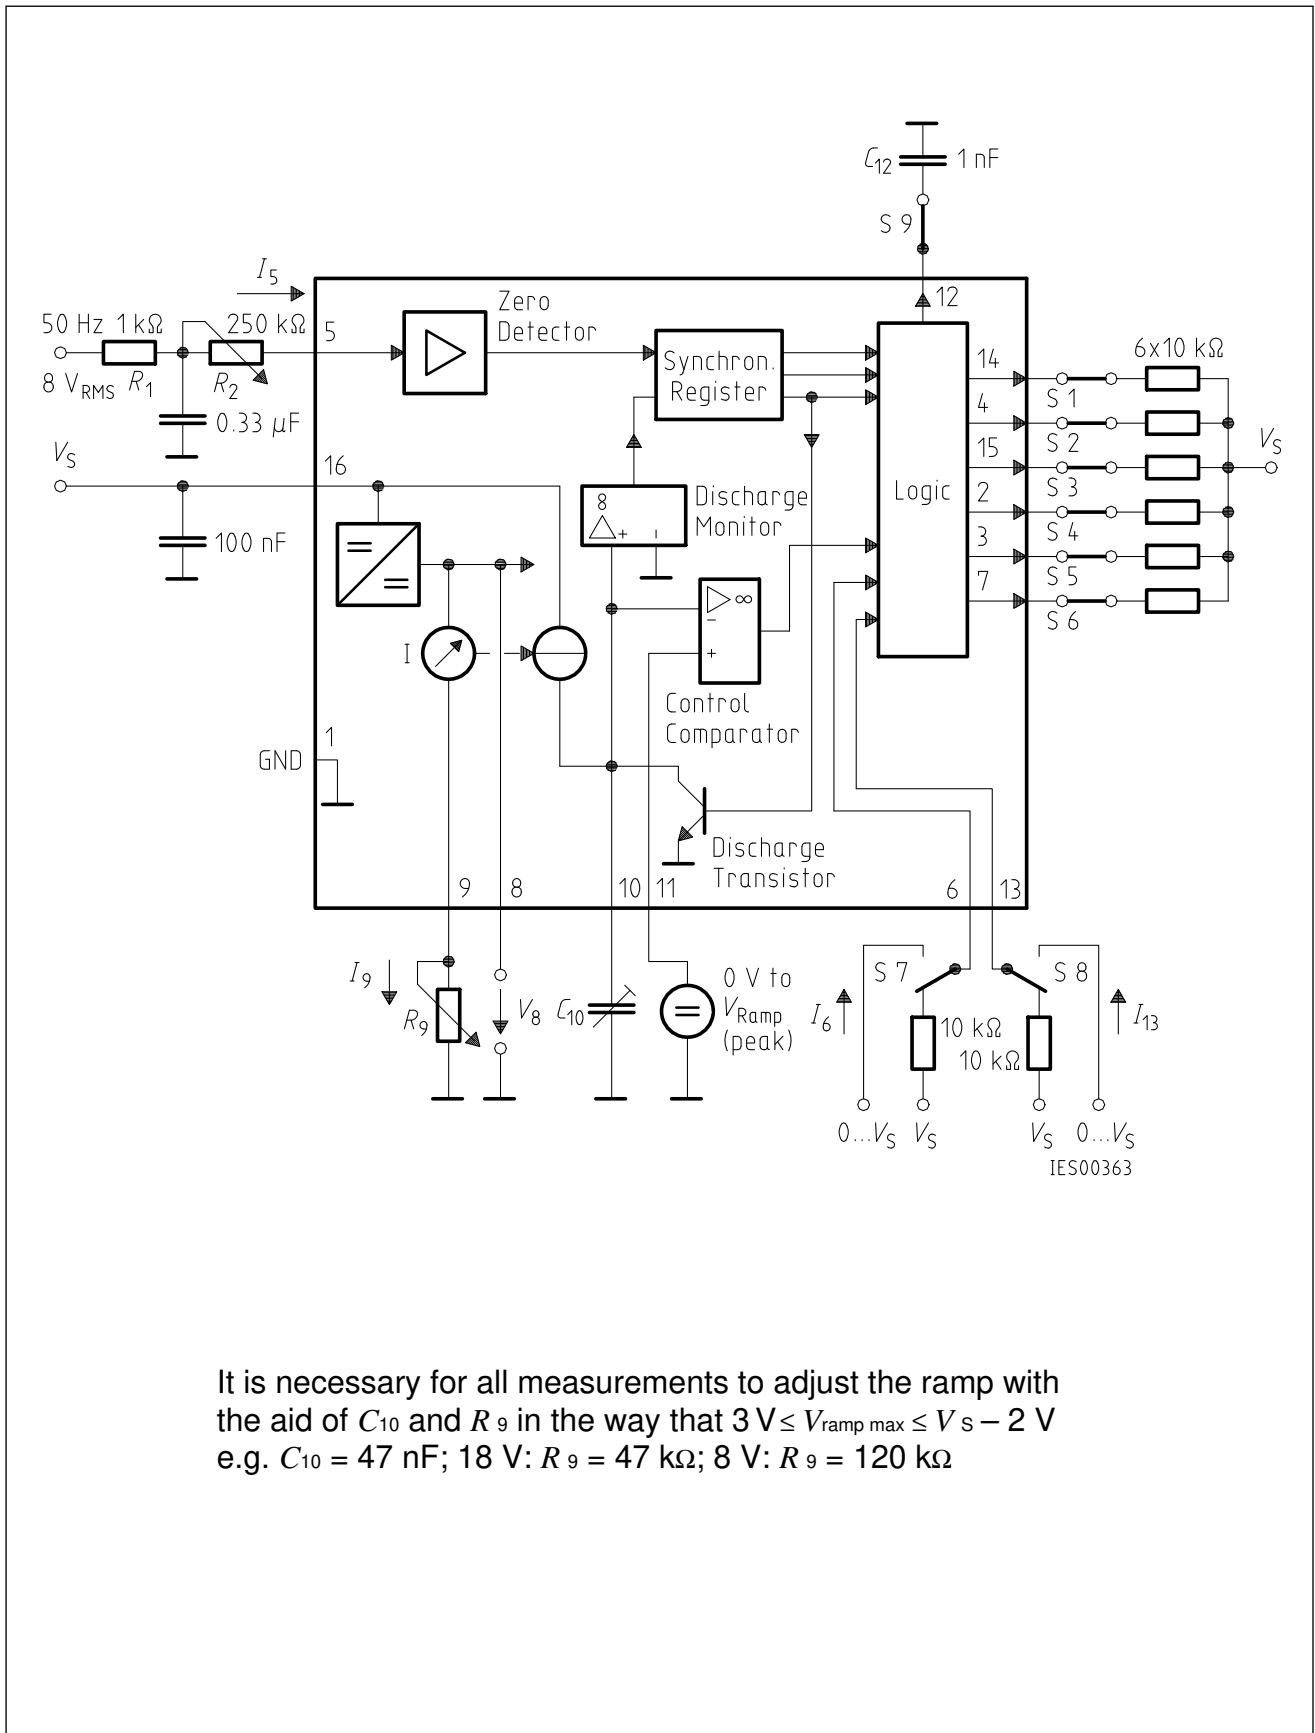 C12 1 nF
S 9
I5
12
50 Hz 1 kΩ 250 kΩ 5
Zero
Detector
8 VRMS R1 R2
Synchron.
Register
0.33 µF
VS
16
100 nF
8
+ −
Discharge
Monitor
Logic
14
4
15
2
3
7
6x10 kΩ
S 1
S 2
S 3
S 4
S 5
S 6
VS
∞
−
+
Control
Comparator
I
1
GND
Discharge
Transistor
9 8 10 11 6 13
I9
R9
V8
C10
0 V to
VRamp
(peak)
S 7 S 8
I6 I13
10 kΩ
10 kΩ
0...VS VS VS 0...VS
IES00363
It is necessary for all measurements to adjust the ramp with
the aid of C10 and R 9 in the way that 3 V ≤ Vramp max ≤ V S – 2 V
e.g. C10 = 47 nF; 18 V: R 9 = 47 kΩ; 8 V: R 9 = 120 kΩ